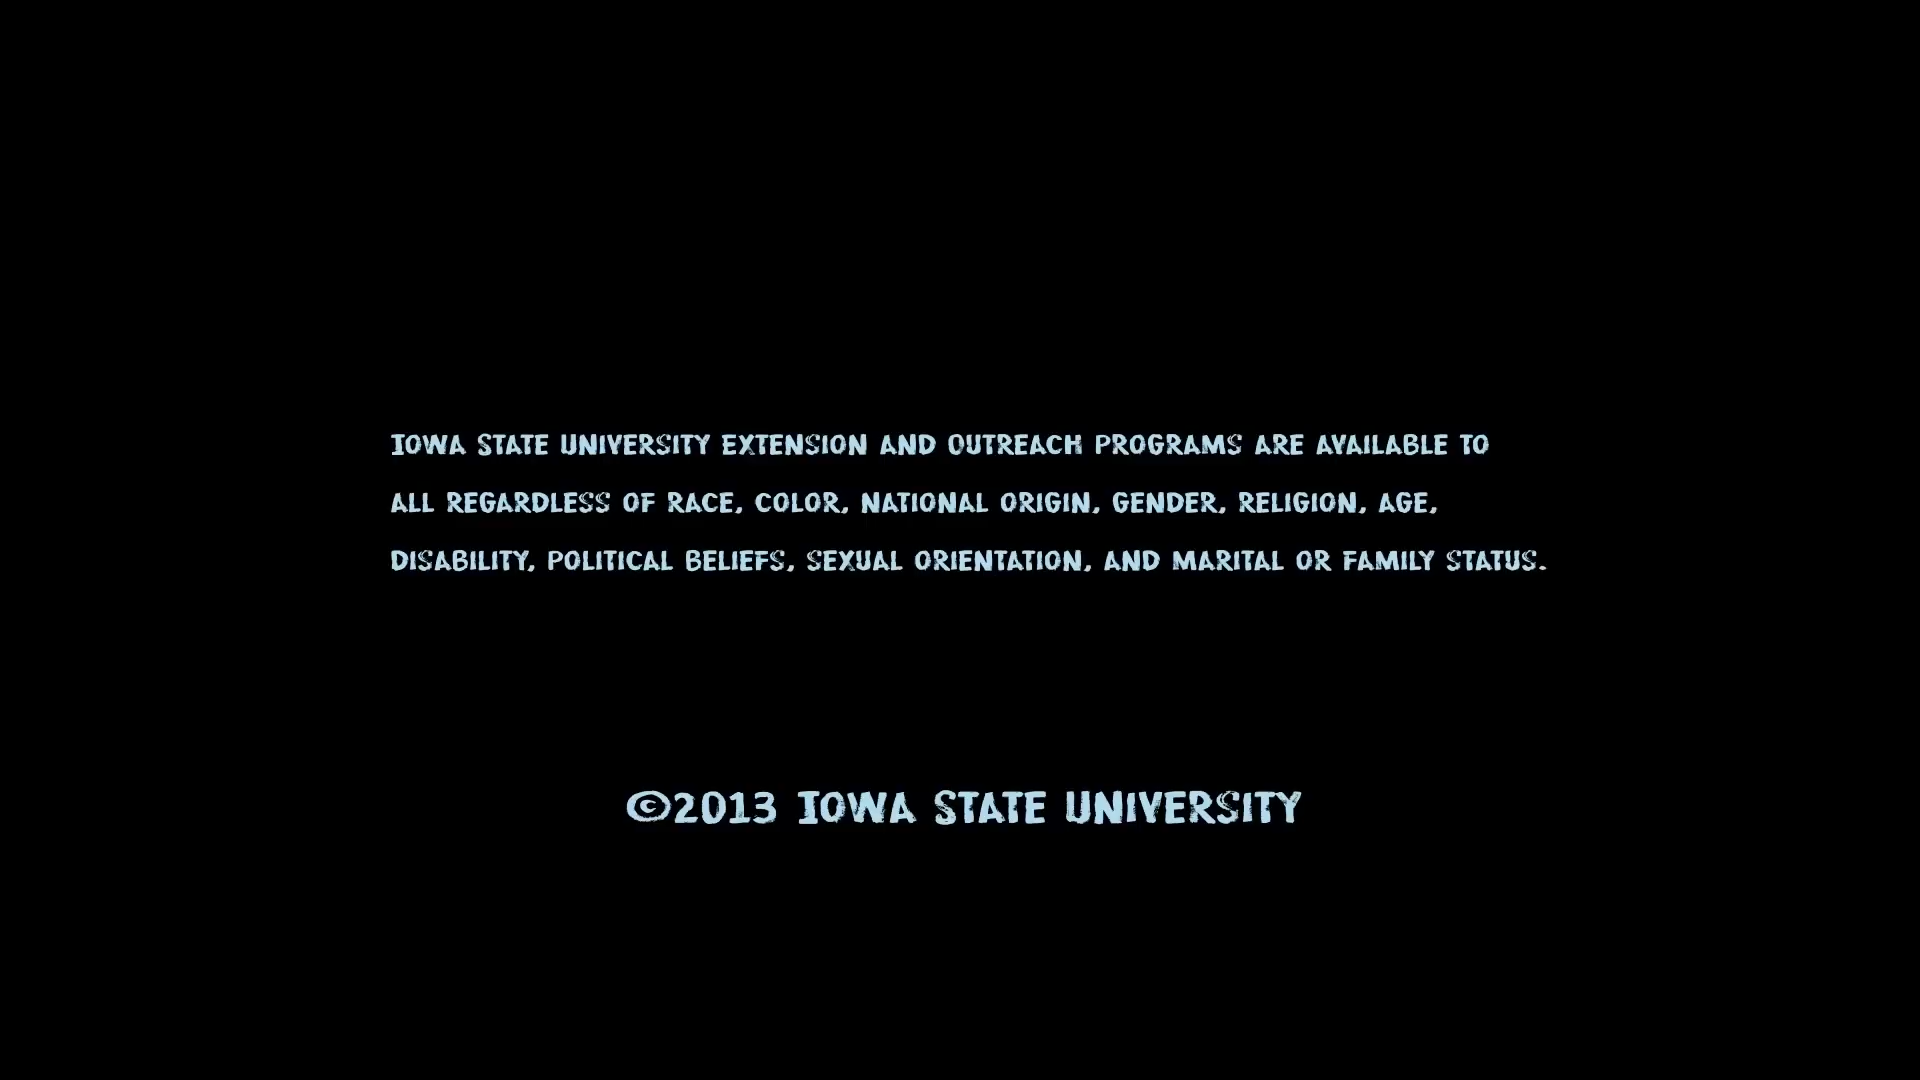 Iowa State University Extension and Outreach programs are available to
all regardless of race, color, national origin, gender, religion, age,
disability, political beliefs, sexual orientation, and marital or family status.
©2013 Iowa State University